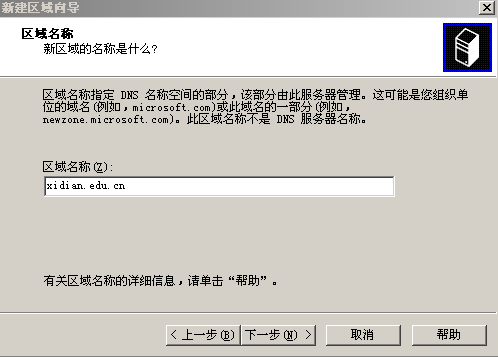 新建区域向导
区域名称
新区域的名称是什么?
区域名称指定 DNS 名称空间的部分，该部分由此服务器管理。这可能是您组织单
位的域名(例如，microsoft.com)或此域名的一部分(例如，
newzone.microsoft.com)。此区域名称不是 DNS 服务器名称。
区域名称(Z):
xidian.edu.cn
有关区域名称的详细信息，请单击“帮助”。
< 上一步(B) 下一步(N) > 取消 帮助